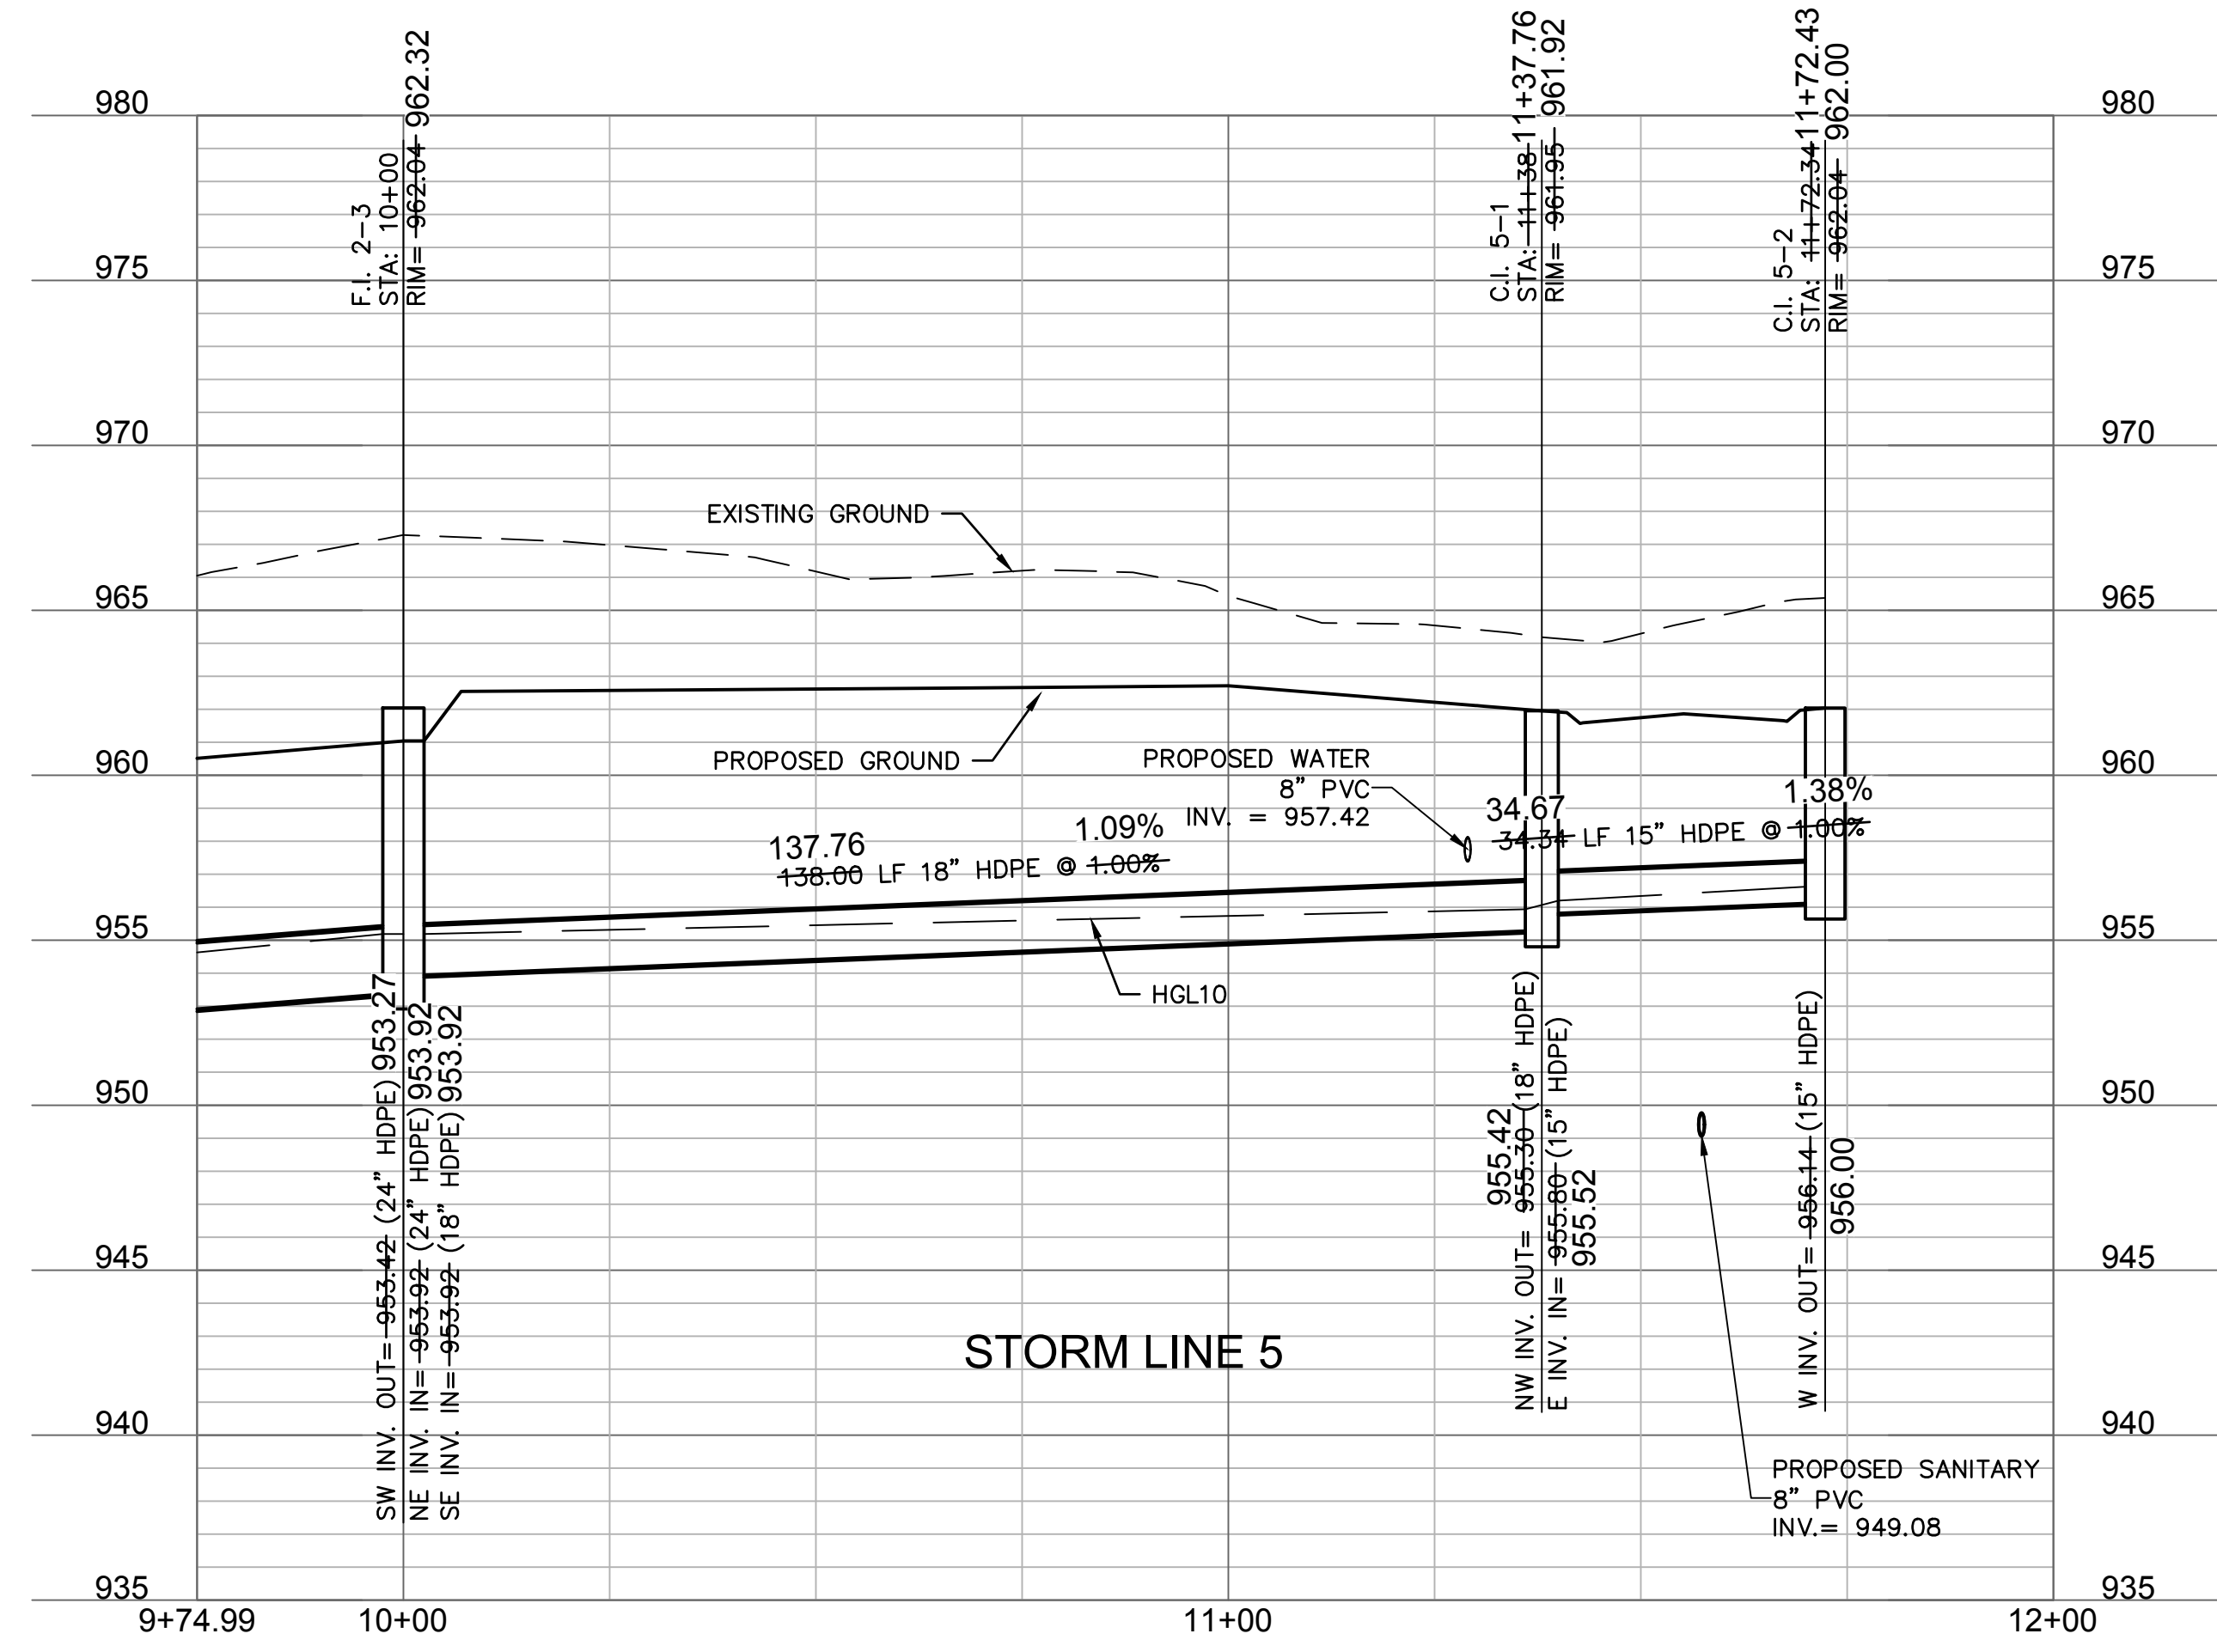 F.I. 2-3
STA: 10+00
RIM= 962.04 962.32
C.I. 5-1
STA: 11+38 11+37.76
RIM= 961.95 961.92
C.I. 5-2
STA: 11+72.34 11+72.43
RIM= 962.04 962.00
980
980
975
975
970
970
EXISTING GROUND
965
965
PROPOSED GROUND
PROPOSED WATER
8" PVC
INV. = 957.42
960
960
137.76
1.09%
138.00 LF 18" HDPE @ 1.00%
34.67
1.38%
34.34 LF 15" HDPE @ 1.00%
955
955
HGL10
SW INV. OUT= 953.42 (24" HDPE) 953.27
NE INV. IN= 953.92 (24" HDPE) 953.92
SE INV. IN= 953.92 (18" HDPE) 953.92
955.42
NW INV. OUT= 955.30 (18" HDPE)
E INV. IN= 955.80 (15" HDPE)
955.52
W INV. OUT= 956.14 (15" HDPE)
956.00
950
950
945
945
STORM LINE 5
940
940
PROPOSED SANITARY
8" PVC
INV.= 949.08
935
935
9+74.99
10+00
11+00
12+00